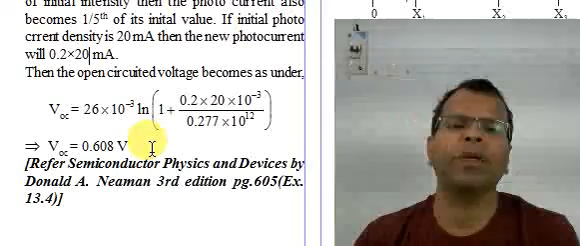 of initial intensity then the photo current also
becomes 1/5th of its inital value. If initial photo
crrent density is 20 mA then the new photocurrent
will 0.2×20 mA.
Then the open circuited voltage becomes as under,
V_oc = 26×10^-3 ln(1 + (0.2×20×10^-3)/(0.277×10^12))
⇒ V_oc = 0.608 V
[Refer Semiconductor Physics and Devices by
Donald A. Neaman 3rd edition pg.605(Ex.
13.4)]
0 X₁ X₂ X₃